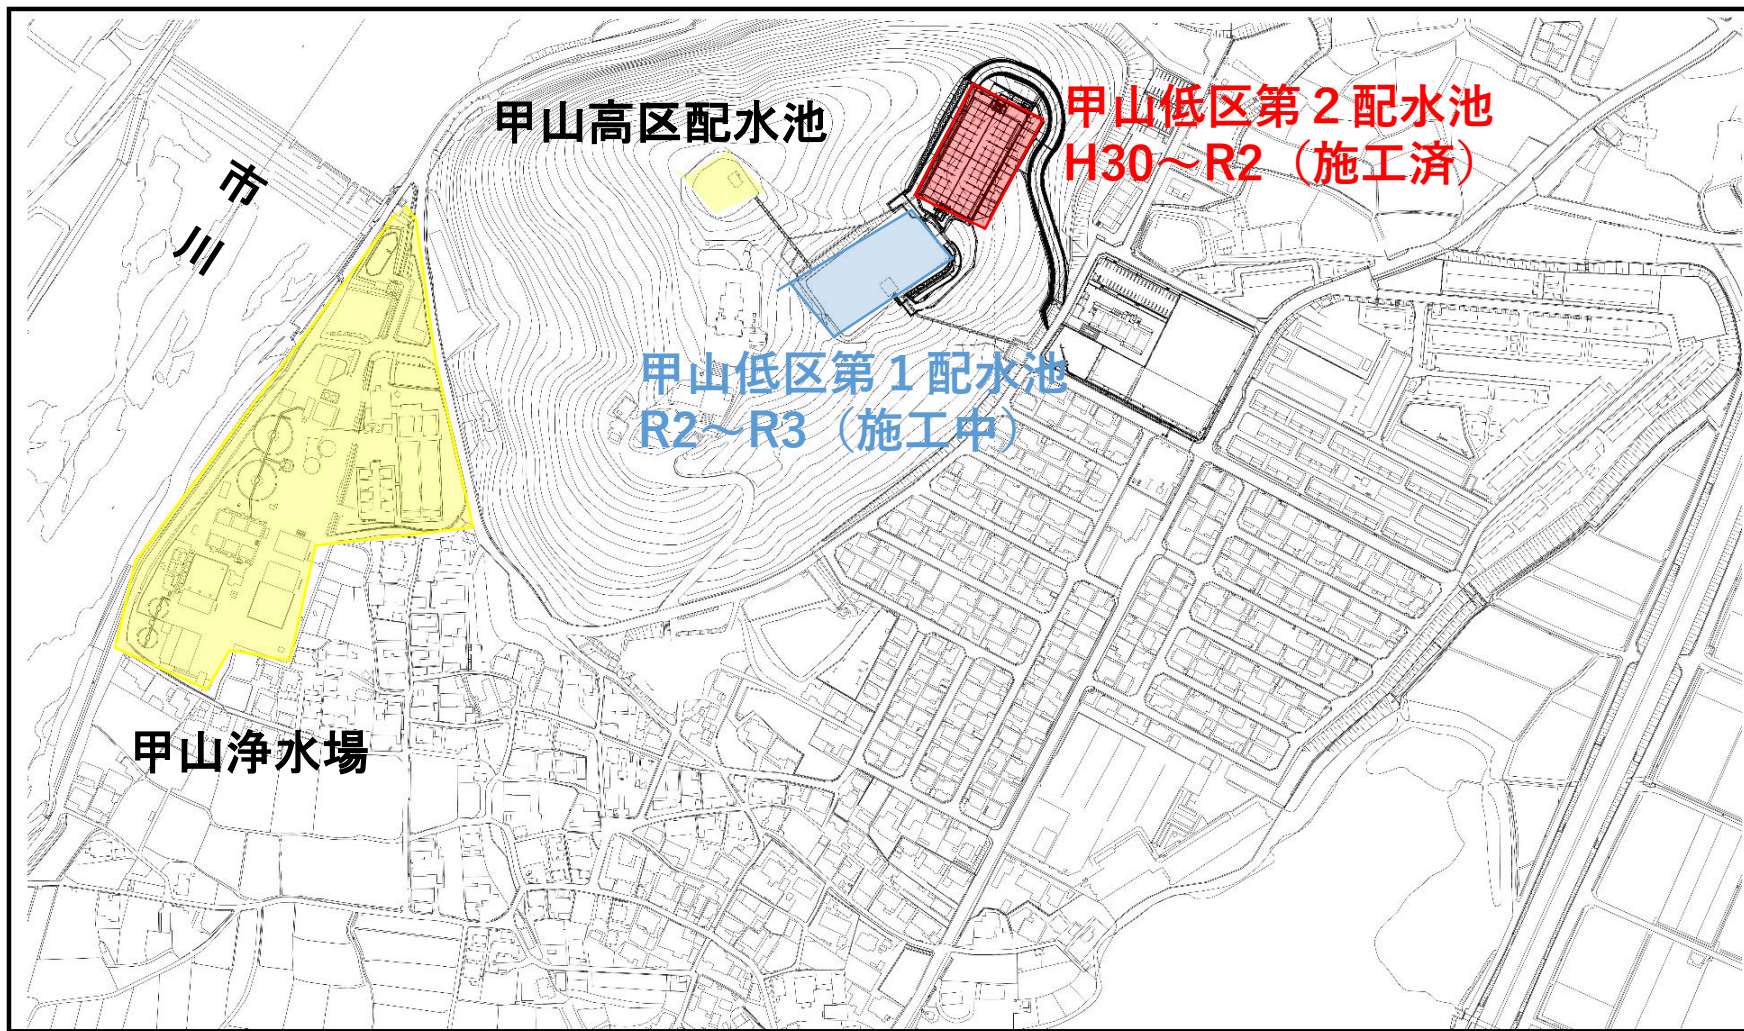 甲山高区配水池
甲山低区第2配水池
H30～R2（施工済）
市川
甲山低区第1配水池
R2～R3（施工中）
甲山浄水場